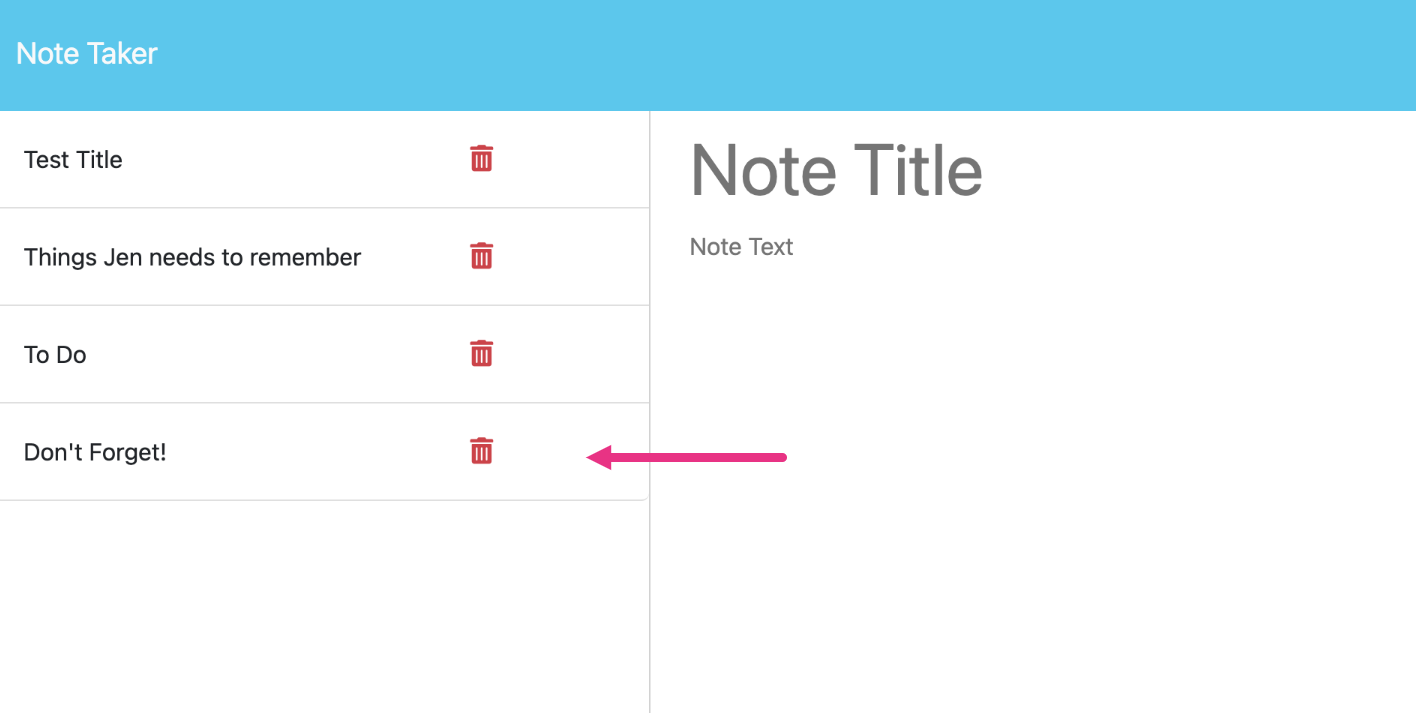 Note Taker
Test Title
Things Jen needs to remember
To Do
Don't Forget!
Note Title
Note Text